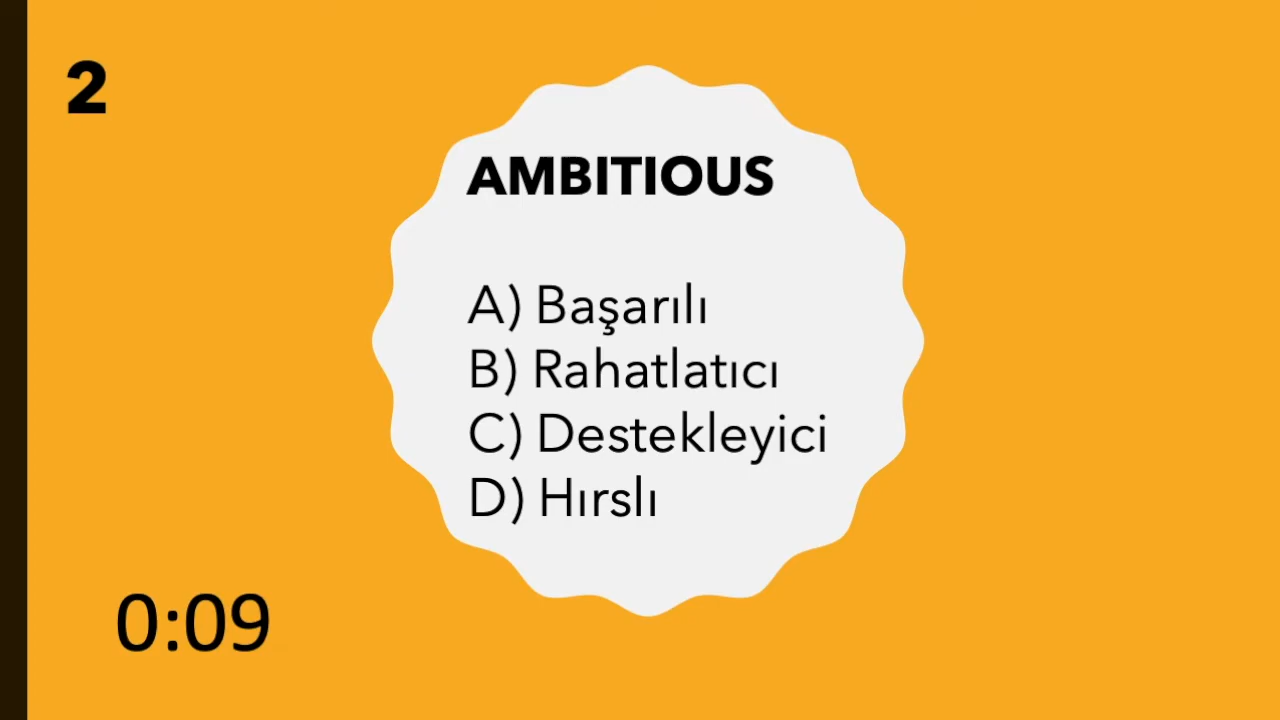 2
AMBITIOUS
A) Başarılı
B) Rahatlatıcı
C) Destekleyici
D) Hırslı
0:09